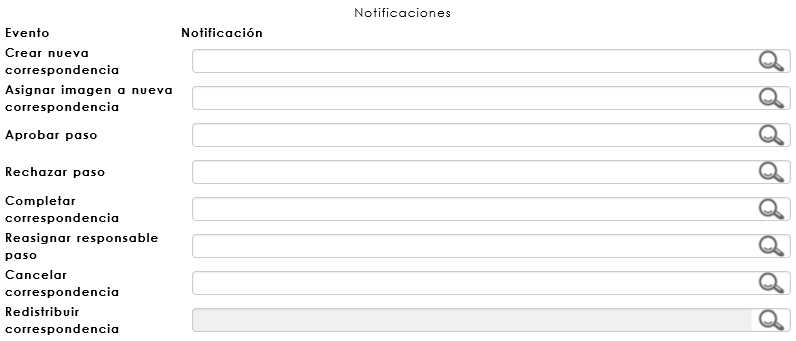 Notificaciones
Evento Notificación
Crear nueva
correspondencia
Asignar imagen a nueva
correspondencia
Aprobar paso
Rechazar paso
Completar
correspondencia
Reasignar responsable
paso
Cancelar
correspondencia
Redistribuir
correspondencia